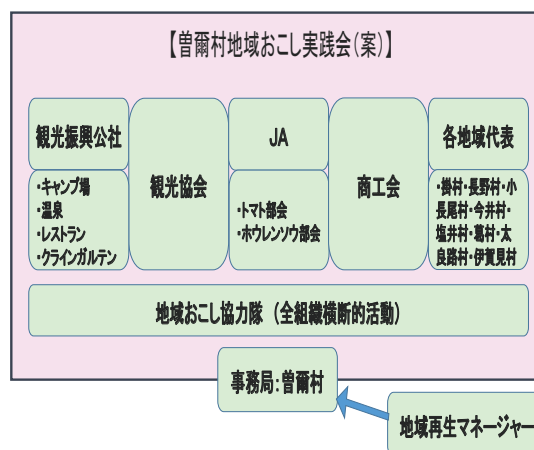 【曽爾村地域おこし実践会(案)】
観光振興公社
・キャンプ場
・温泉
・レストラン
・クラインガルテン
観光協会
JA
・トマト部会
・ホウレンソウ部会
商工会
各地域代表
・掛村・長野村・小
長尾村・今井村・
塩井村・葛村・太
良路村・伊賀見村
地域おこし協力隊 (全組織横断的活動)
事務局:曽爾村
地域再生マネージャー